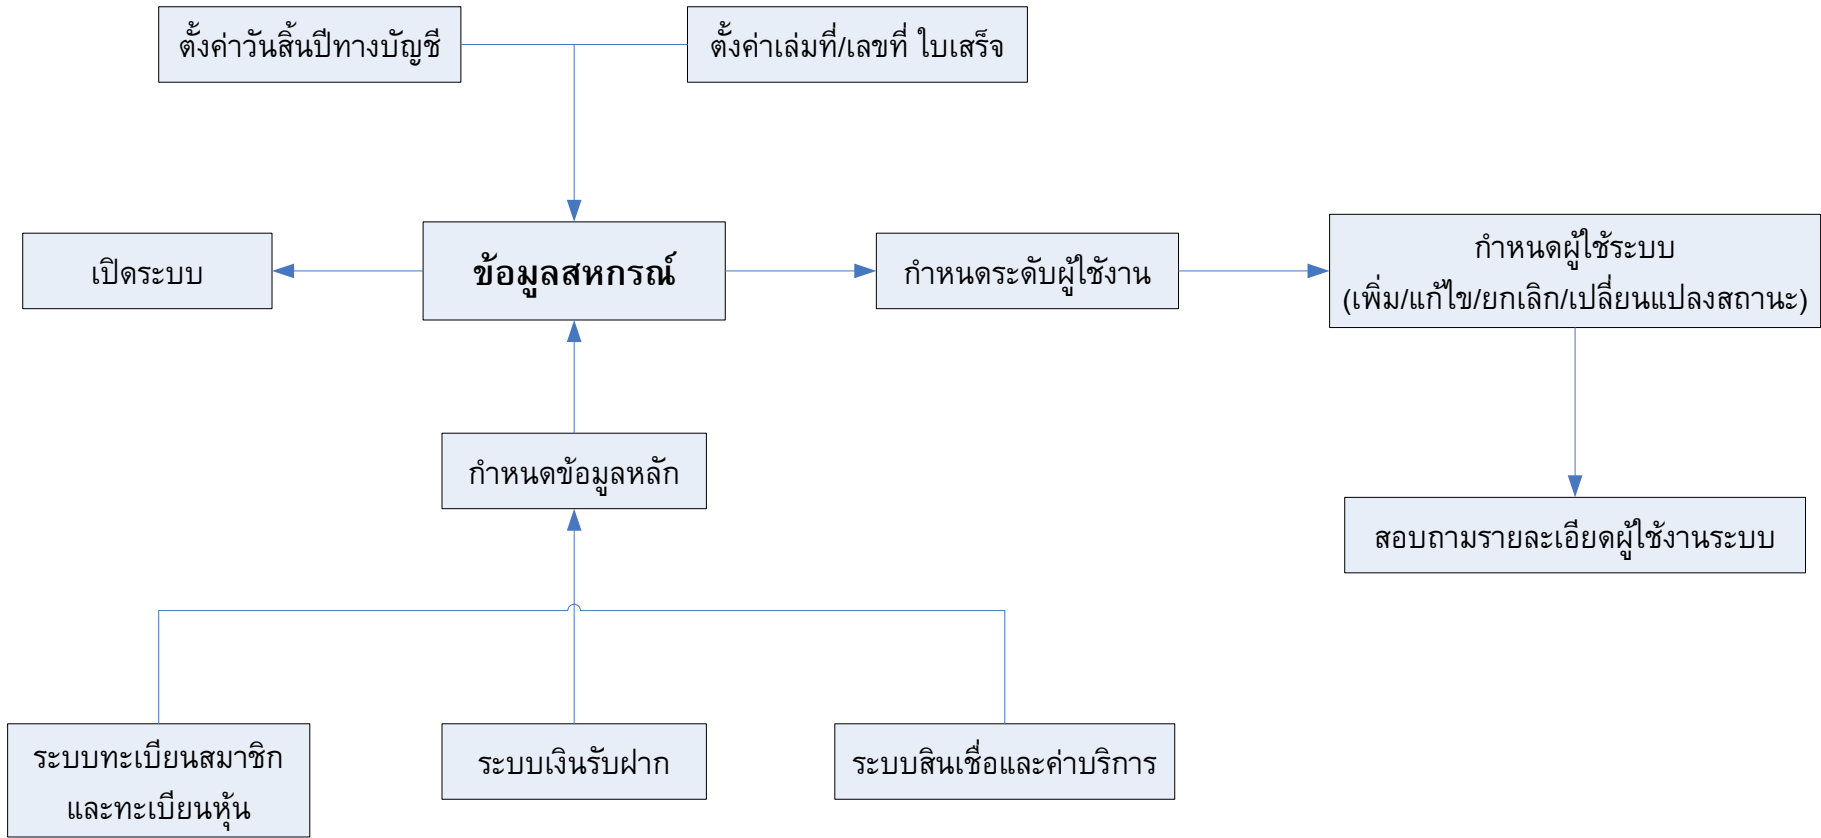 ตั้งค่าวันสิ้นปีทางบัญชี
ตั้งค่าเล่มที่/เลขที่ ใบเสร็จ
เปิดระบบ
ข้อมูลสหกรณ์
กำหนดระดับผู้ใช้งาน
กำหนดผู้ใช้ระบบ
(เพิ่ม/แก้ไข/ยกเลิก/เปลี่ยนแปลงสถานะ)
กำหนดข้อมูลหลัก
สอบถามรายละเอียดผู้ใช้งานระบบ
ระบบทะเบียนสมาชิก
และทะเบียนหุ้น
ระบบเงินรับฝาก
ระบบสินเชื่อและค่าบริการ